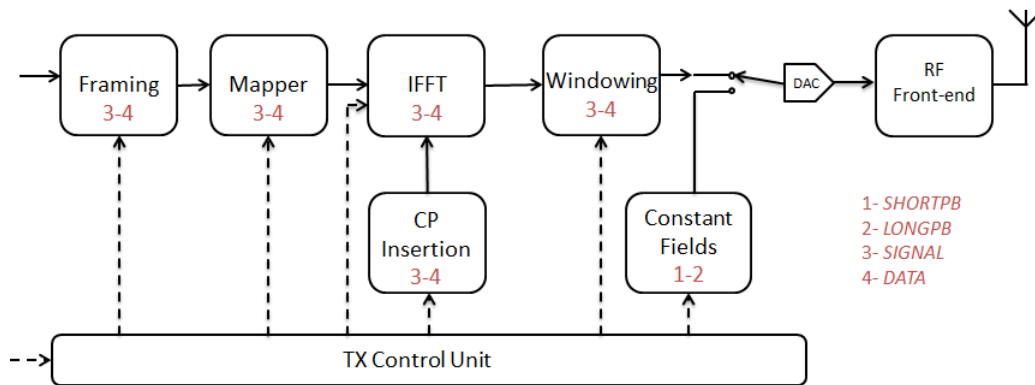 Framing
3-4
Mapper
3-4
IFFT
3-4
Windowing
3-4
DAC
RF
Front-end
CP
Insertion
3-4
Constant
Fields
1-2
1- SHORTPB
2- LONGPB
3- SIGNAL
4- DATA
TX Control Unit